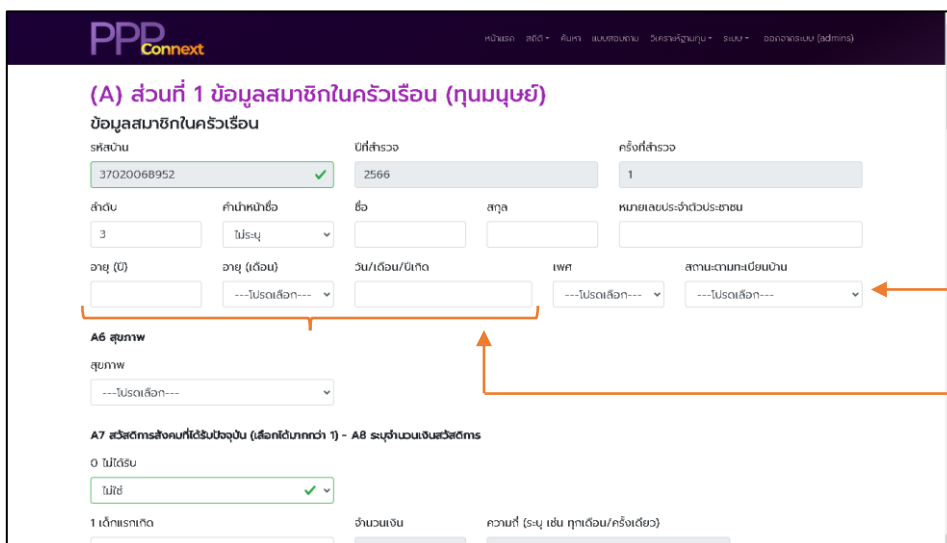 PPP
Connext
หน้าแรก สถิติ ค้นหา แบบสอบถาม วิเคราะห์ฐานทุน ระบบ ออกจากระบบ (admins)
(A) ส่วนที่ 1 ข้อมูลสมาชิกในครัวเรือน (ทุนมนุษย์)
ข้อมูลสมาชิกในครัวเรือน
รหัสบ้าน ปีที่สำรวจ ครั้งที่สำรวจ
37020068952 2566 1
ลำดับ คำนำหน้าชื่อ ชื่อ สกุล หมายเลขประจำตัวประชาชน
3 ไม่ระบุ
อายุ (ปี) อายุ (เดือน) วัน/เดือน/ปีเกิด เพศ สถานะตามทะเบียนบ้าน
---โปรดเลือก--- ---โปรดเลือก--- ---โปรดเลือก---
A6 สุขภาพ
สุขภาพ
---โปรดเลือก---
A7 สวัสดิการสังคมที่ได้รับปัจจุบัน (เลือกได้มากกว่า 1) - A8 ระบุจำนวนเงินสวัสดิการ
0 ไม่ได้รับ
ไม่ใช่
1 เด็กแรกเกิด จำนวนเงิน ความถี่ (ระบุ เช่น ทุกเดือน/ครั้งเดียว)